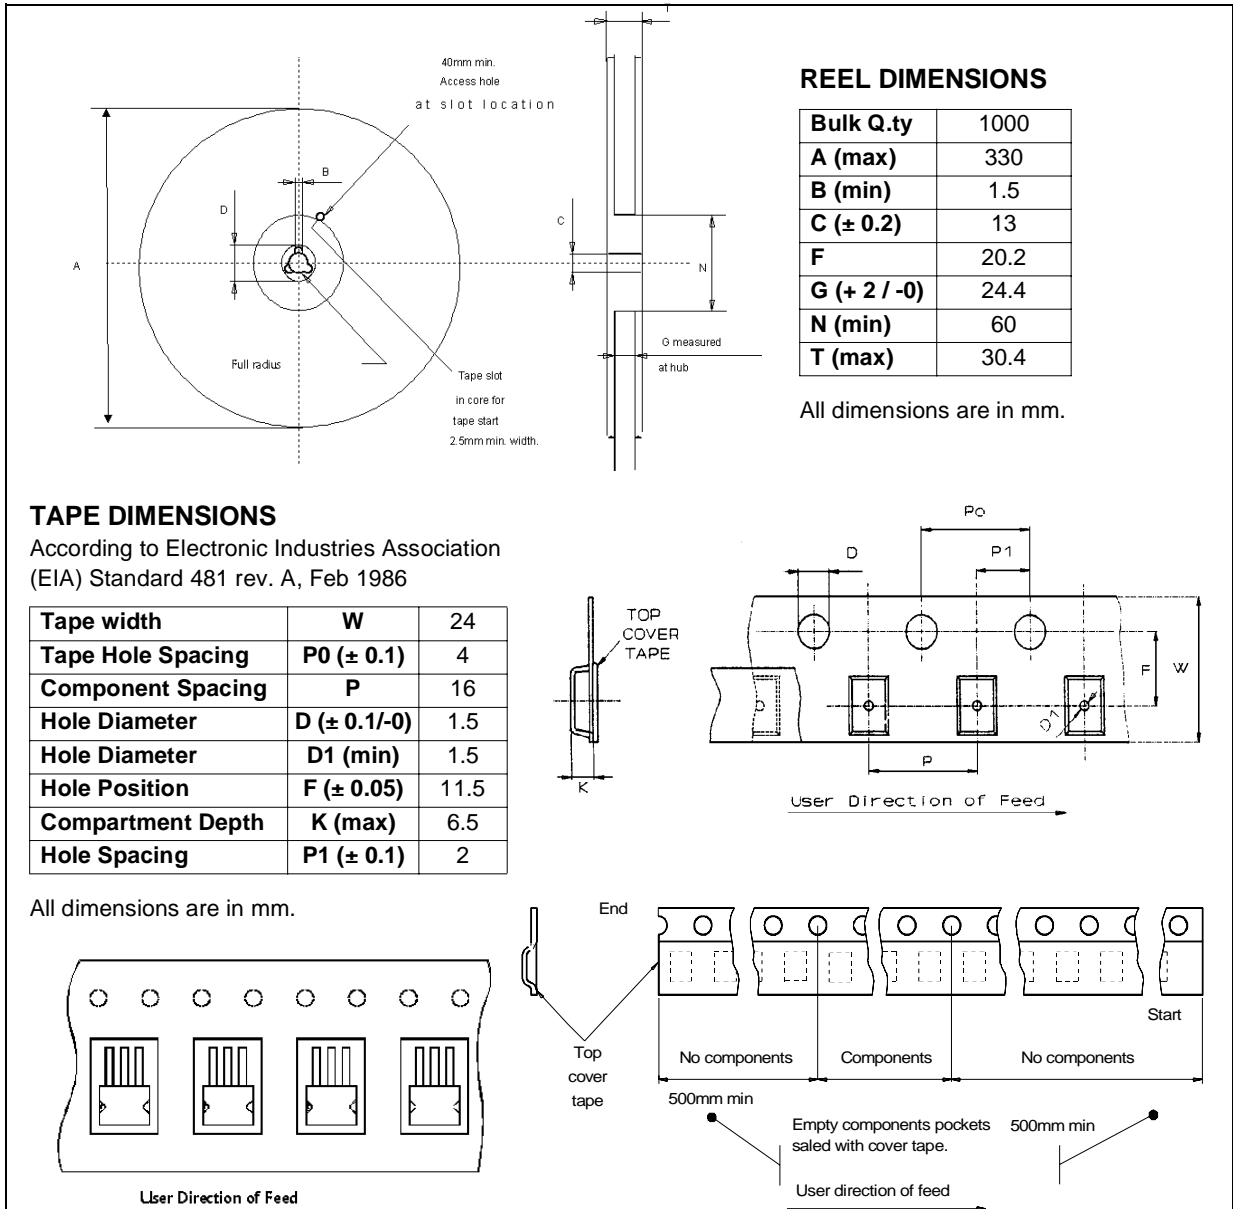 T
40mm min.
Access hole
at slot location
B
D
A
C
N
Full radius
Tape slot
in core for
tape start
2.5mm min. width.
G measured
at hub
REEL DIMENSIONS
Bulk Q.ty 1000
A (max) 330
B (min) 1.5
C (± 0.2) 13
F 20.2
G (+ 2 / -0) 24.4
N (min) 60
T (max) 30.4
All dimensions are in mm.
TAPE DIMENSIONS
According to Electronic Industries Association
(EIA) Standard 481 rev. A, Feb 1986
Tape width W 24
Tape Hole Spacing P0 (± 0.1) 4
Component Spacing P 16
Hole Diameter D (± 0.1/-0) 1.5
Hole Diameter D1 (min) 1.5
Hole Position F (± 0.05) 11.5
Compartment Depth K (max) 6.5
Hole Spacing P1 (± 0.1) 2
All dimensions are in mm.
TOP
COVER
TAPE
K
Po
D
P1
F
W
D1
P
User Direction of Feed
End
Start
Top
cover
tape
No components
Components
No components
500mm min
Empty components pockets
saled with cover tape.
500mm min
User direction of feed
User Direction of Feed